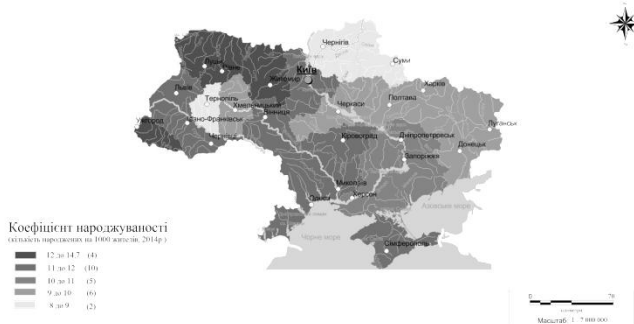 Чернігів
Суми
Луцьк
Рівне
Київ
Житомир
Львів
Харків
Полтава
Тернопіль
Хмельницький
Черкаси
Вінниця
Луганськ
Ужгород
Івано-Франківськ
Чернівці
Кіровоград
Дніпропетровськ
Донецьк
Запоріжжя
Миколаїв
Одеса
Херсон
Азовське море
Чорне море
Сімферополь
Коефіцієнт народжуваності
(кількість народжених на 1000 жителів, 2014р.)
12 до 14.7 (4)
11 до 12 (10)
10 до 11 (5)
9 до 10 (6)
8 до 9 (2)
0 70
кілометри
Масштаб: 1 : 7 000 000